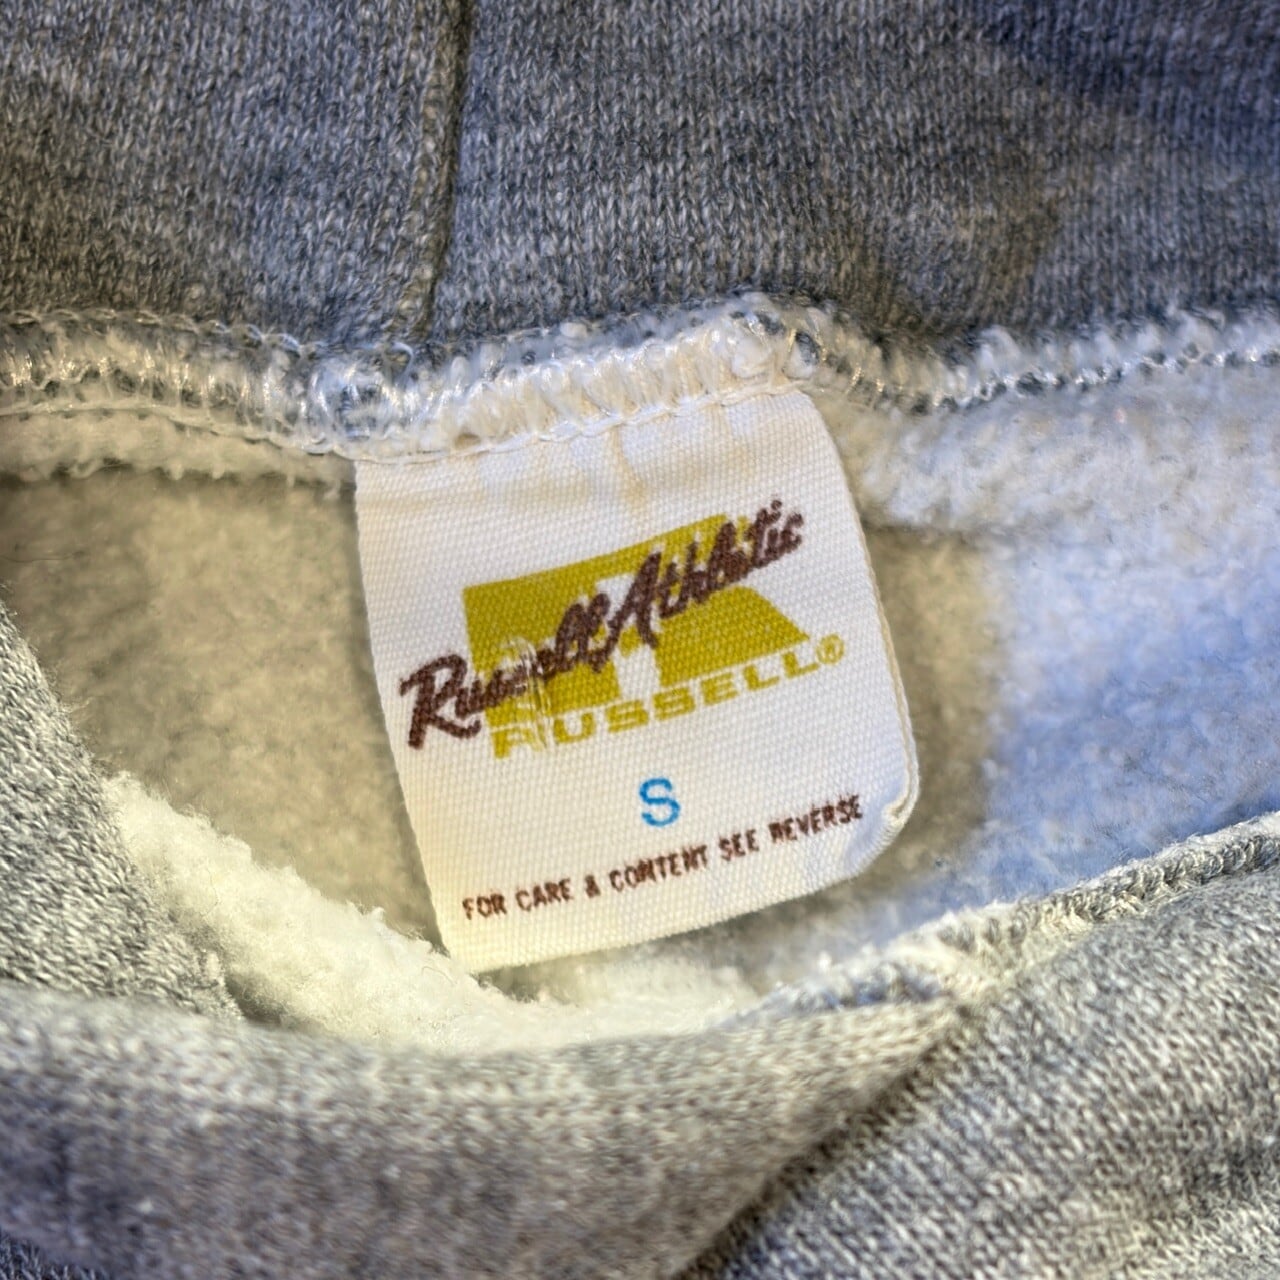 Russell Athletic
RUSSELL®
S
FOR CARE & CONTENT SEE REVERSE